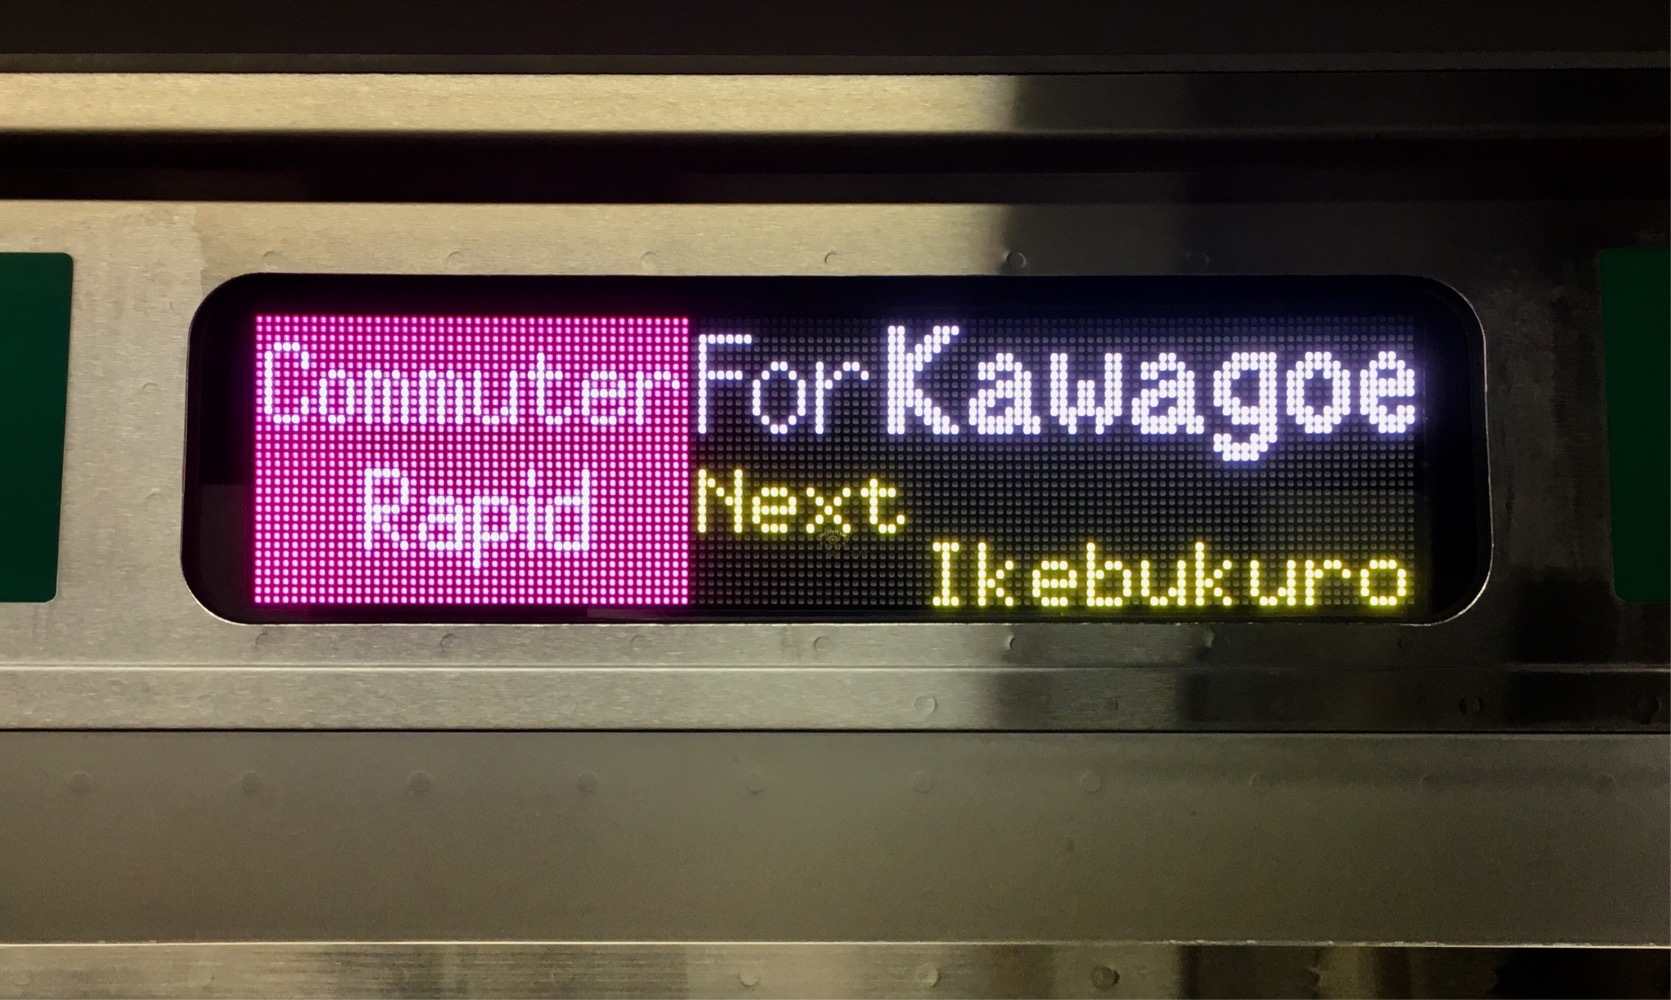 Commuter
Rapid
For Kawagoe
Next
Ikebukuro